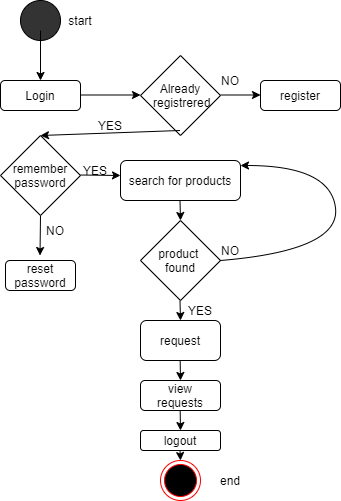 start
Login
Already
registrered
NO
register
YES
remember
password
YES
search for products
NO
reset
password
product
found
NO
YES
request
view
requests
logout
end